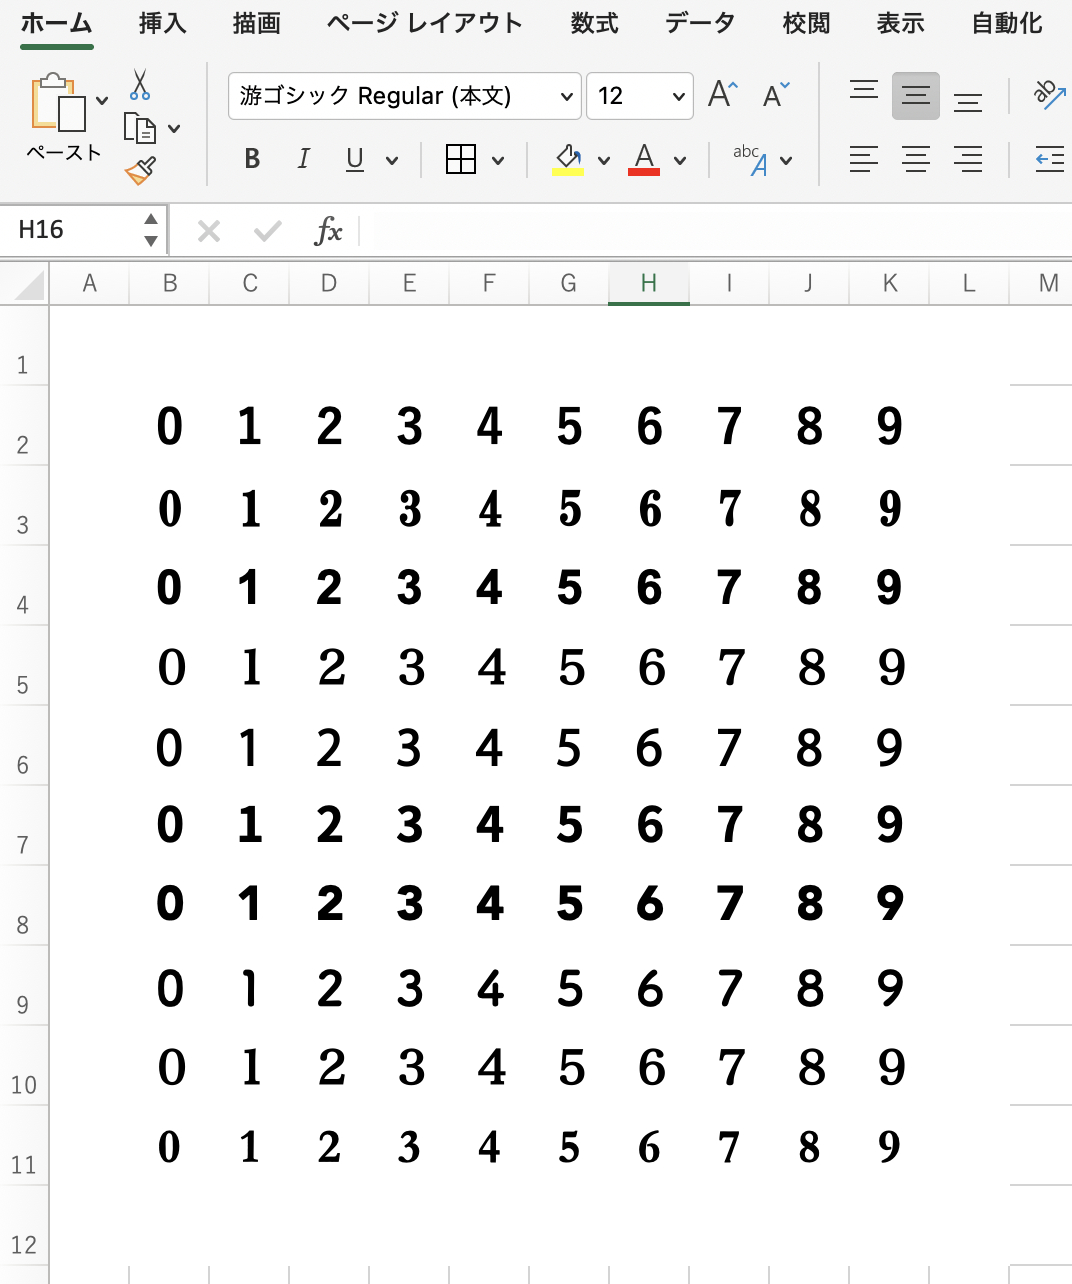 ホーム 挿入 描画 ページ レイアウト 数式 データ 校閲 表示 自動化
游ゴシック Regular (本文) 12 A A
ペースト B I U A abc A ab
H16 fx
A B C D E F G H I J K L M
1
2 0 1 2 3 4 5 6 7 8 9
3 0 1 2 3 4 5 6 7 8 9
4 0 1 2 3 4 5 6 7 8 9
5 0 1 2 3 4 5 6 7 8 9
6 0 1 2 3 4 5 6 7 8 9
7 0 1 2 3 4 5 6 7 8 9
8 0 1 2 3 4 5 6 7 8 9
9 0 1 2 3 4 5 6 7 8 9
10 0 1 2 3 4 5 6 7 8 9
11 0 1 2 3 4 5 6 7 8 9
12